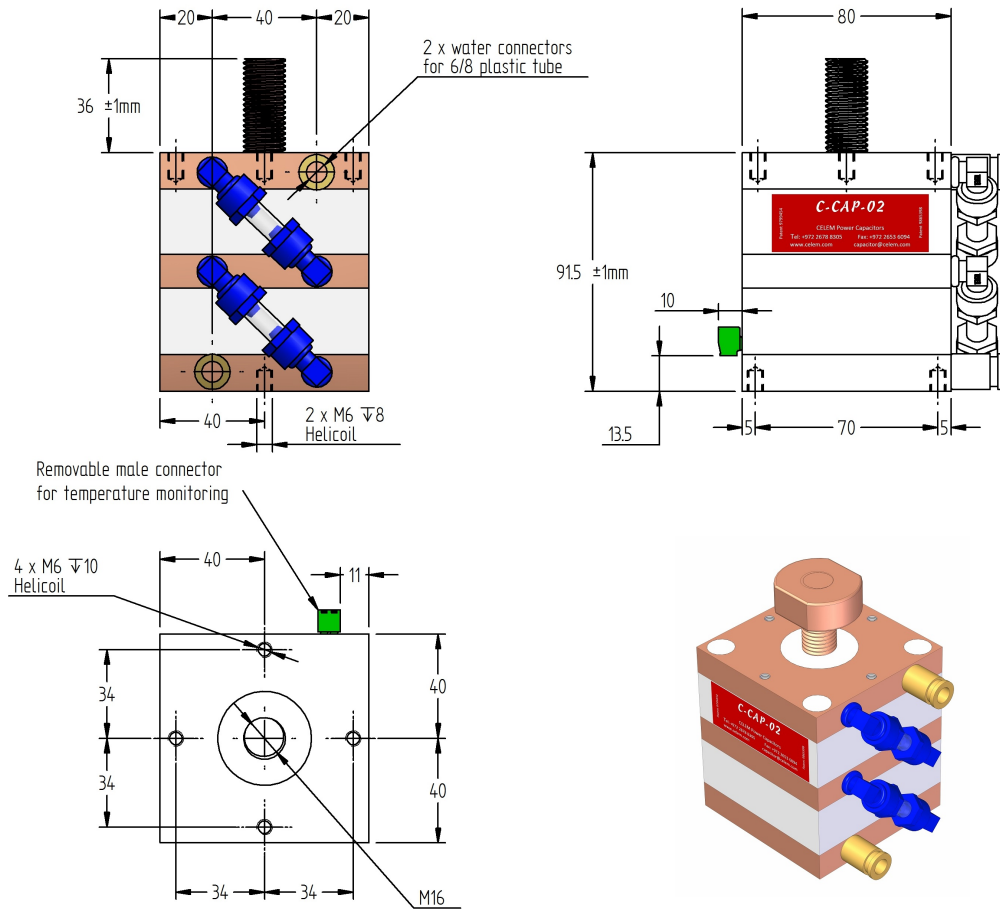 20
40
20
2 x water connectors
for 6/8 plastic tube
36 ±1mm
40
2 x M6 ↧8
Helicoil
80
C-CAP-02
CELEM Power Capacitors
Tel: +972 2678 8305 Fax: +972 2653 6094
www.celem.com capacitor@celem.com
91.5 ±1mm
10
13.5
5
70
5
Removable male connector
for temperature monitoring
4 x M6 ↧10
Helicoil
40
11
34
34
40
40
34
34
M16
C-CAP-02
CELEM Power Capacitors